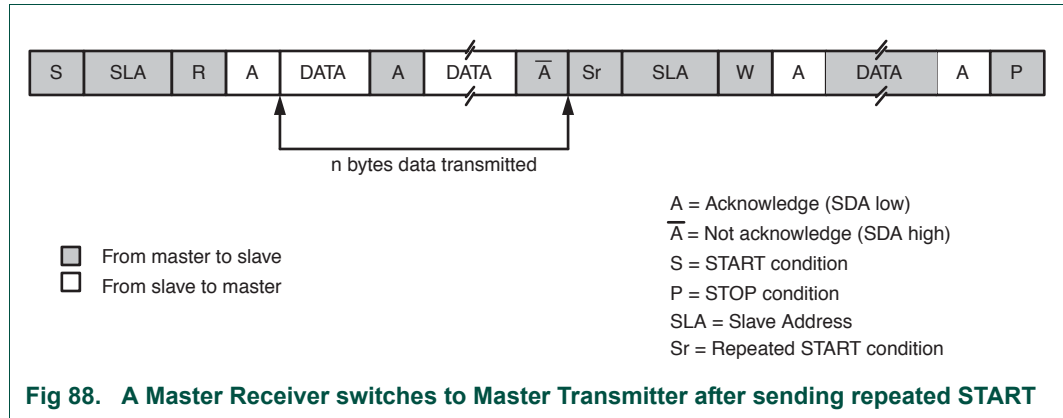 S SLA R A DATA A DATA A̅ Sr SLA W A DATA A P
n bytes data transmitted
From master to slave
From slave to master
A = Acknowledge (SDA low)
A̅ = Not acknowledge (SDA high)
S = START condition
P = STOP condition
SLA = Slave Address
Sr = Repeated START condition
Fig 88. A Master Receiver switches to Master Transmitter after sending repeated START